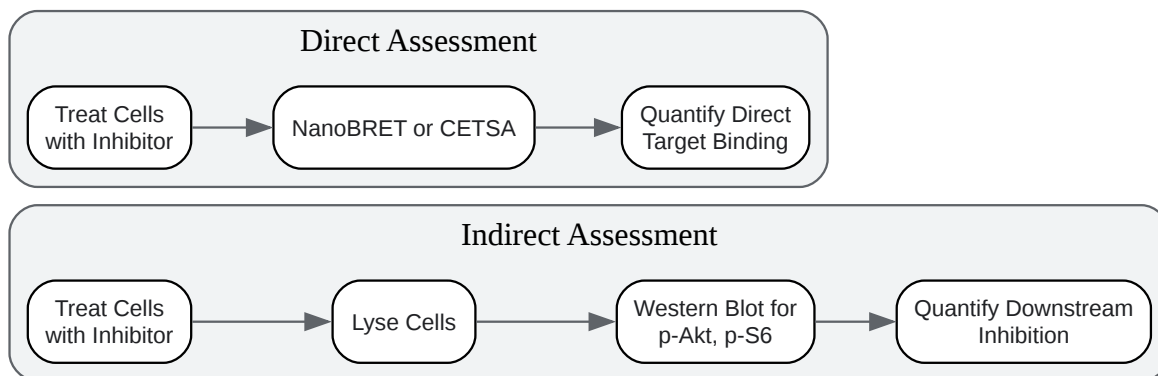 Direct Assessment
Treat Cells
with Inhibitor
NanoBRET or CETSA
Quantify Direct
Target Binding
Indirect Assessment
Treat Cells
with Inhibitor
Lyse Cells
Western Blot for
p-Akt, p-S6
Quantify Downstream
Inhibition